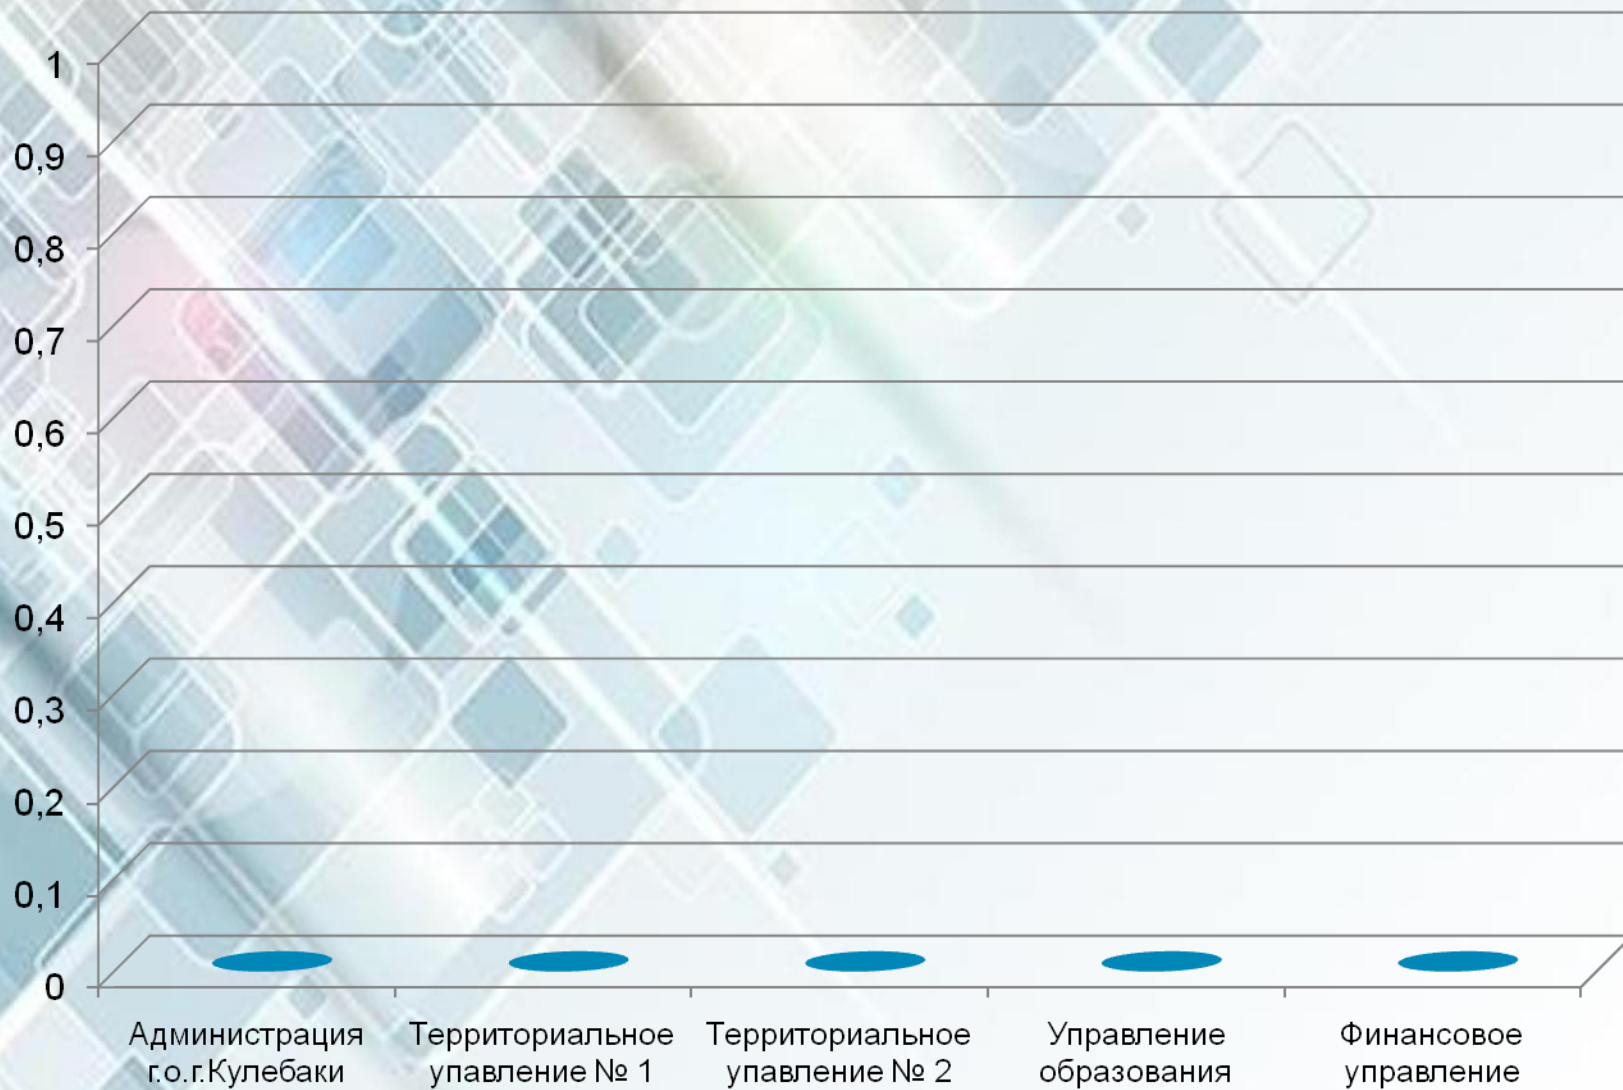 1
0,9
0,8
0,7
0,6
0,5
0,4
0,3
0,2
0,1
0
Администрация
г.о.г.Кулебаки
Территориальное
упавление № 1
Территориальное
упавление № 2
Управление
образования
Финансовое
управление